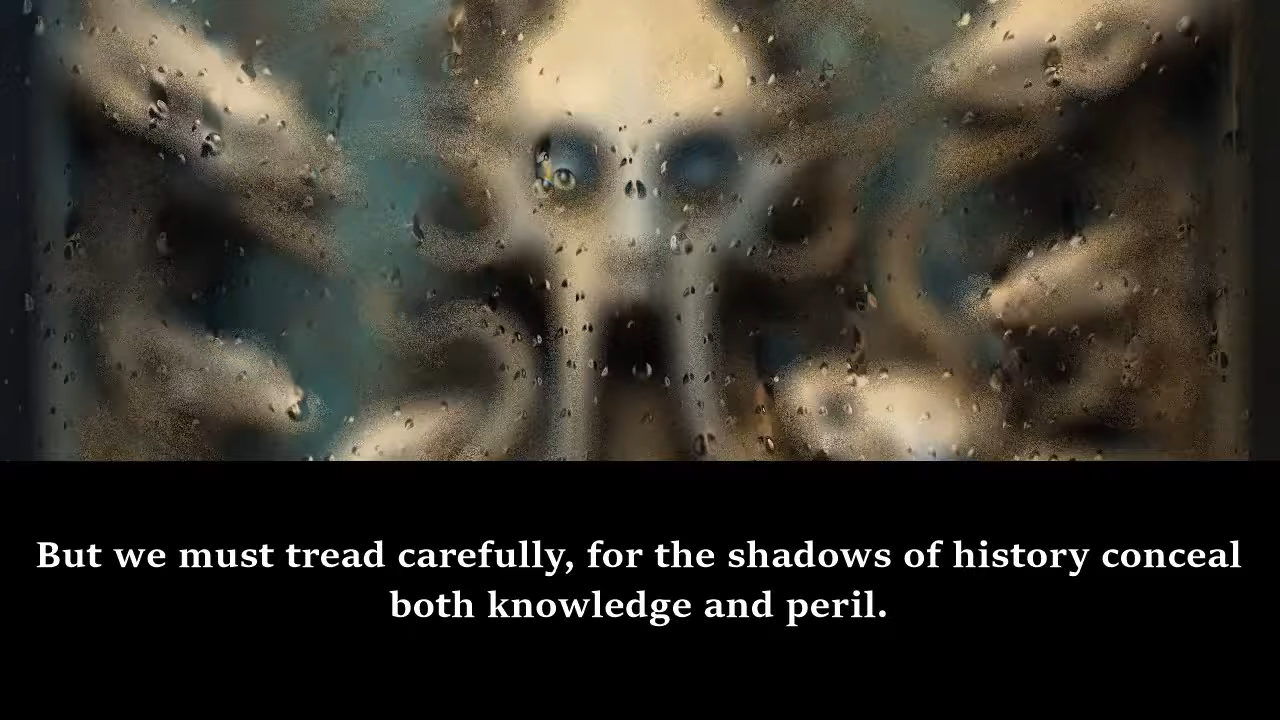 But we must tread carefully, for the shadows of history conceal
both knowledge and peril.